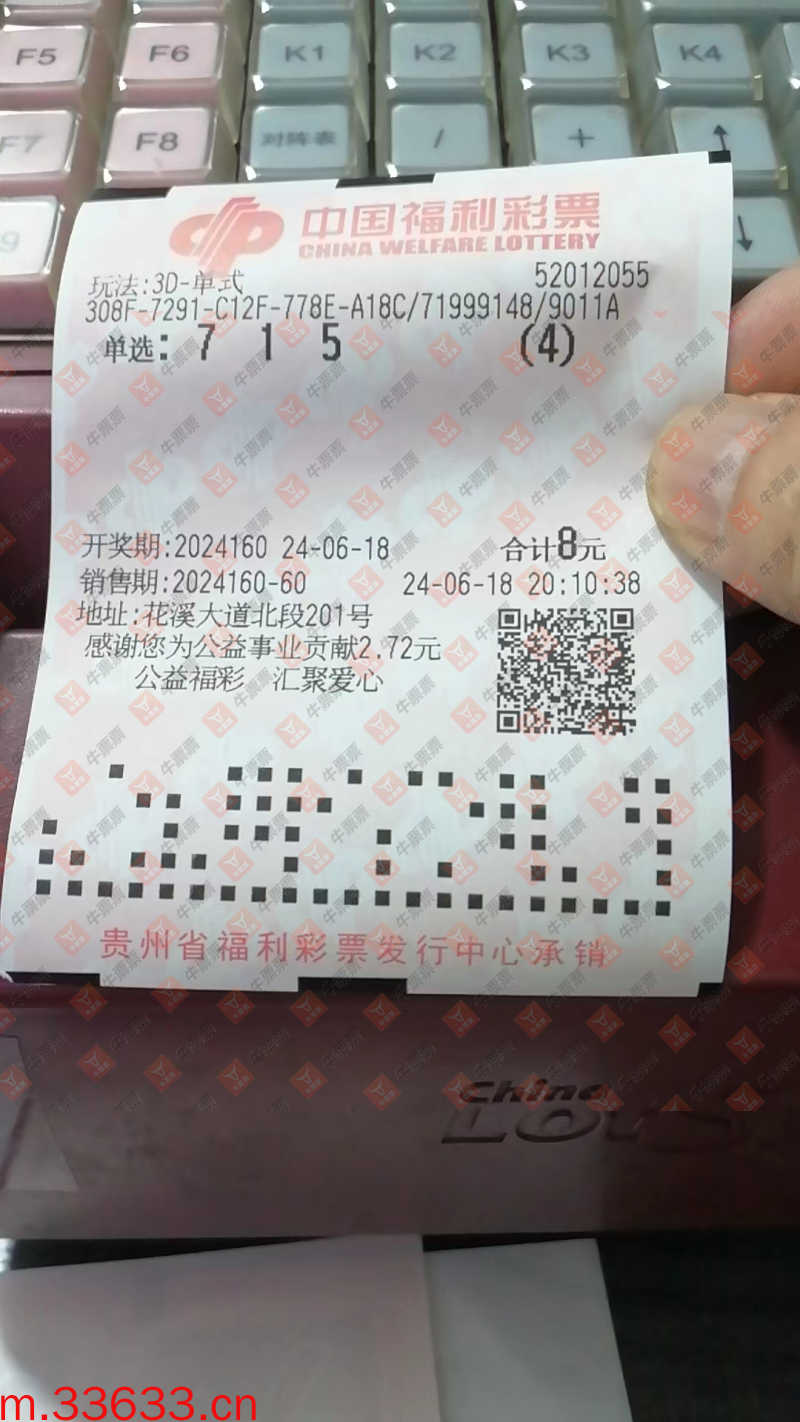 F5 F6 K1 K2 K3 K4
F7 F8 对阵表 / + ↑
9 ↓
中国福利彩票
CHINA WELFARE LOTTERY
玩法:3D-单式 52012055
308F-7291-C12F-778E-A18C/71999148/9011A
单选: 7 1 5 (4)
开奖期:2024160 24-06-18 合计8元
销售期:2024160-60 24-06-18 20:10:38
地址:花溪大道北段201号
感谢您为公益事业贡献2.72元
公益福彩 汇聚爱心
贵州省福利彩票发行中心承销
牛票票
China
m.33633.cn